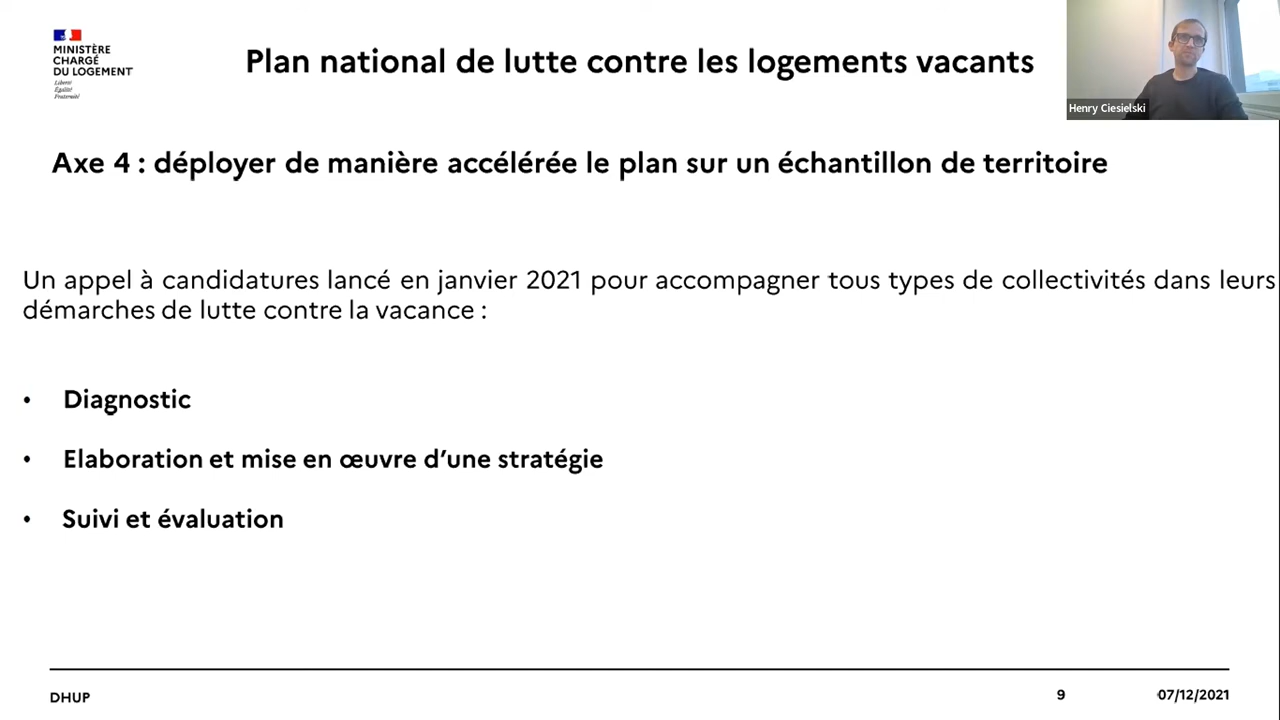 MINISTÈRE
CHARGÉ
DU LOGEMENT
Liberté
Égalité
Fraternité
Plan national de lutte contre les logements vacants
Henry Ciesielski
Axe 4 : déployer de manière accélérée le plan sur un échantillon de territoire
Un appel à candidatures lancé en janvier 2021 pour accompagner tous types de collectivités dans leurs
démarches de lutte contre la vacance :
• Diagnostic
• Elaboration et mise en œuvre d’une stratégie
• Suivi et évaluation
DHUP
9
07/12/2021